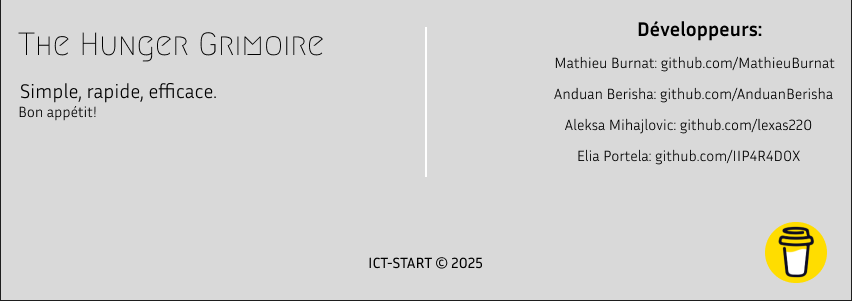 The Hunger Grimoire
Simple, rapide, efficace.
Bon appétit!
Développeurs:
Mathieu Burnat: github.com/MathieuBurnat
Anduan Berisha: github.com/AnduanBerisha
Aleksa Mihajlovic: github.com/lexas220
Elia Portela: github.com/IIP4R4D0X
ICT-START © 2025